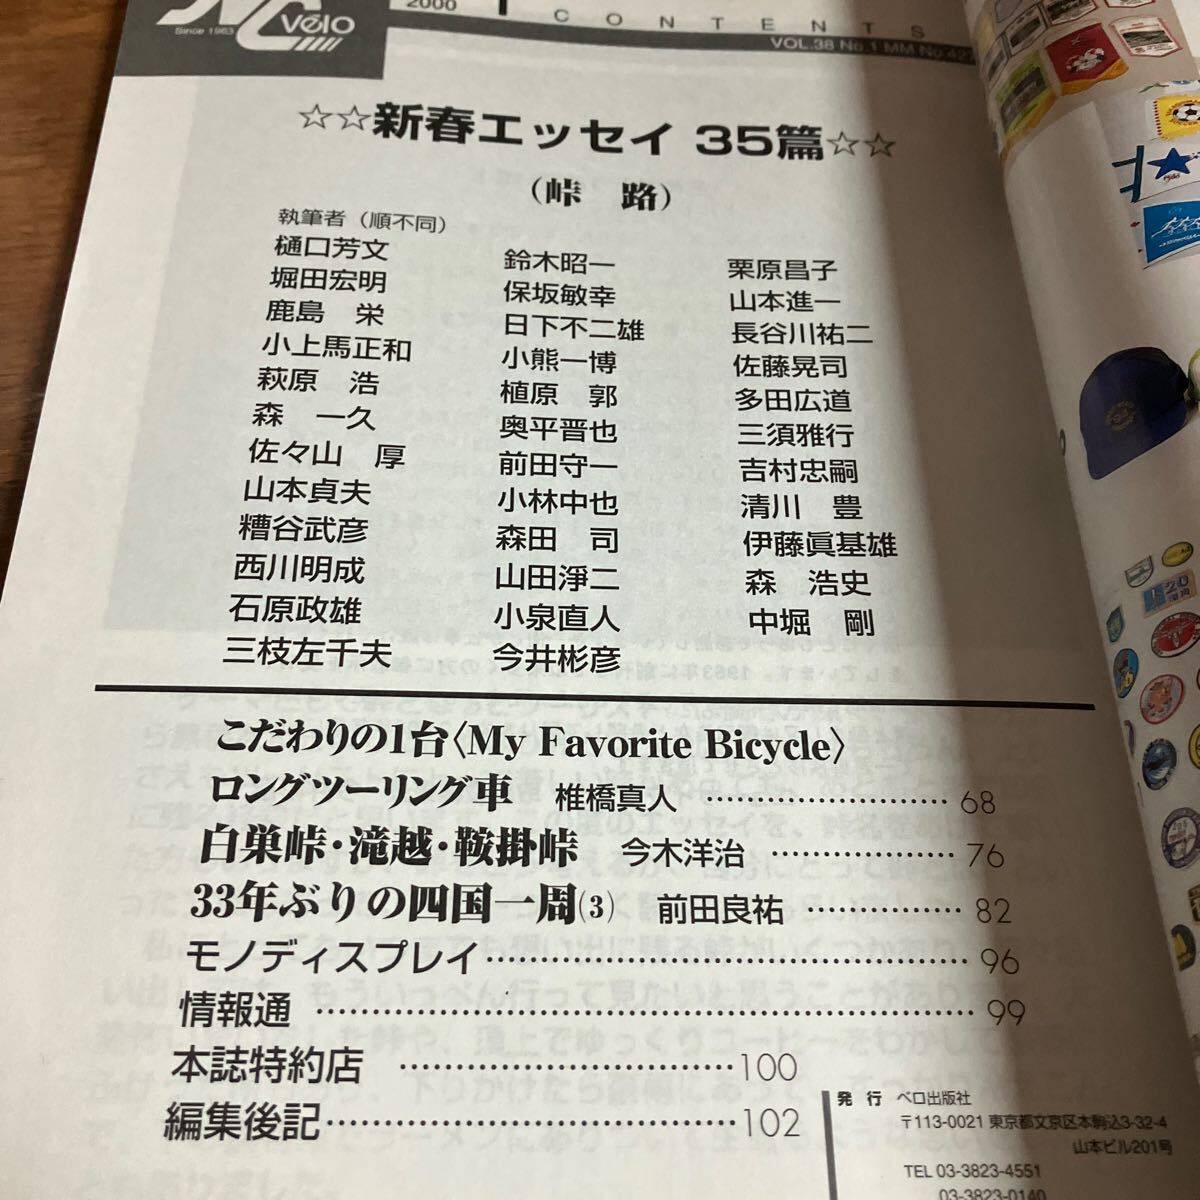 NC Vélo
Since 1963
2000 1
CONTENTS
VOL.38 No.1 MM No.42
☆☆新春エッセイ 35篇☆☆
(峠 路)
執筆者(順不同)
樋口芳文
堀田宏明
鹿島 栄
小上馬正和
萩原 浩
森 一久
佐々山 厚
山本貞夫
糟谷武彦
西川明成
石原政雄
三枝左千夫
鈴木昭一
保坂敏幸
日下不二雄
小熊一博
植原 郭
奥平晋也
前田守一
小林中也
森田 司
山田淨二
小泉直人
今井彬彦
栗原昌子
山本進一
長谷川祐二
佐藤晃司
多田広道
三須雅行
吉村忠嗣
清川 豊
伊藤眞基雄
森 浩史
中堀 剛
こだわりの1台〈My Favorite Bicycle〉
ロングツーリング車 椎橋真人 ……………………68
白巣峠・滝越・鞍掛峠 今木洋治 ………………76
33年ぶりの四国一周(3) 前田良祐 ……………82
モノディスプレイ……………………………………96
情報通 ……………………………………………………99
本誌特約店 ……………………………100
編集後記……………………………………102
発 行 ベロ出版社
〒113-0021 東京都文京区本駒込3-32-4
山本ビル201号
TEL 03-3823-4551
03-3823-0140